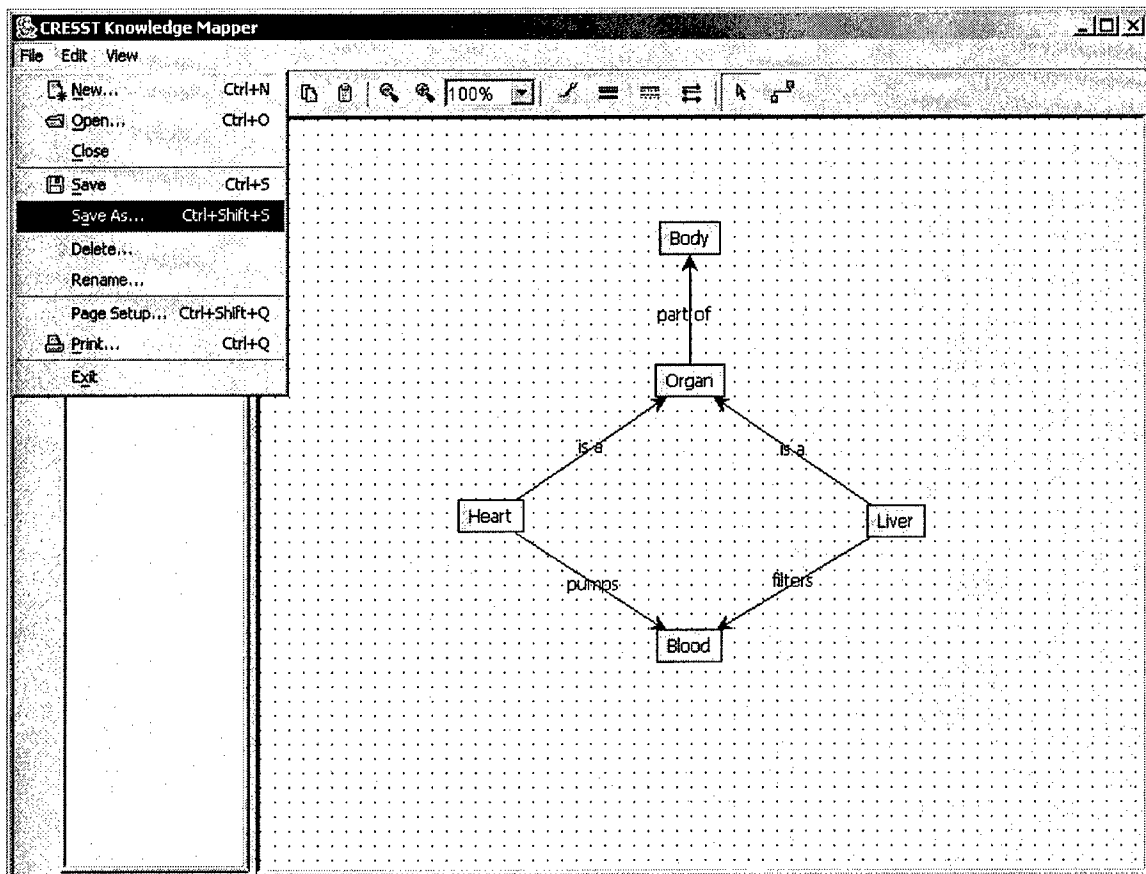 CRESST Knowledge Mapper
File Edit View
New... Ctrl+N
Open... Ctrl+O
Close
Save Ctrl+S
Save As... Ctrl+Shift+S
Delete...
Rename...
Page Setup... Ctrl+Shift+Q
Print... Ctrl+Q
Exit
100%
Body
part of
Organ
is a
is a
Heart
Liver
pumps
filters
Blood